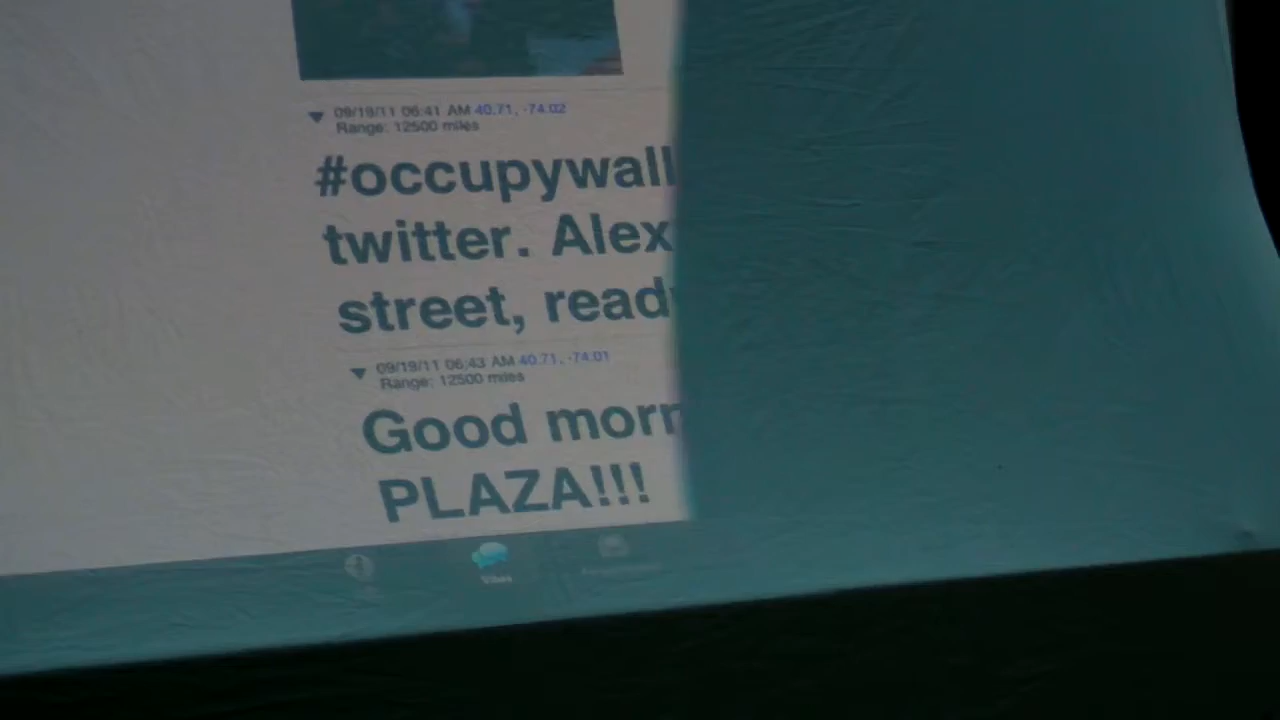 09/19/11 06:41 AM 40.71, -74.02
Range: 12500 miles
#occupywall
twitter. Alex
street, read
09/19/11 06:43 AM 40.71, -74.01
Range: 12500 miles
Good morn
PLAZA!!!
Vibes